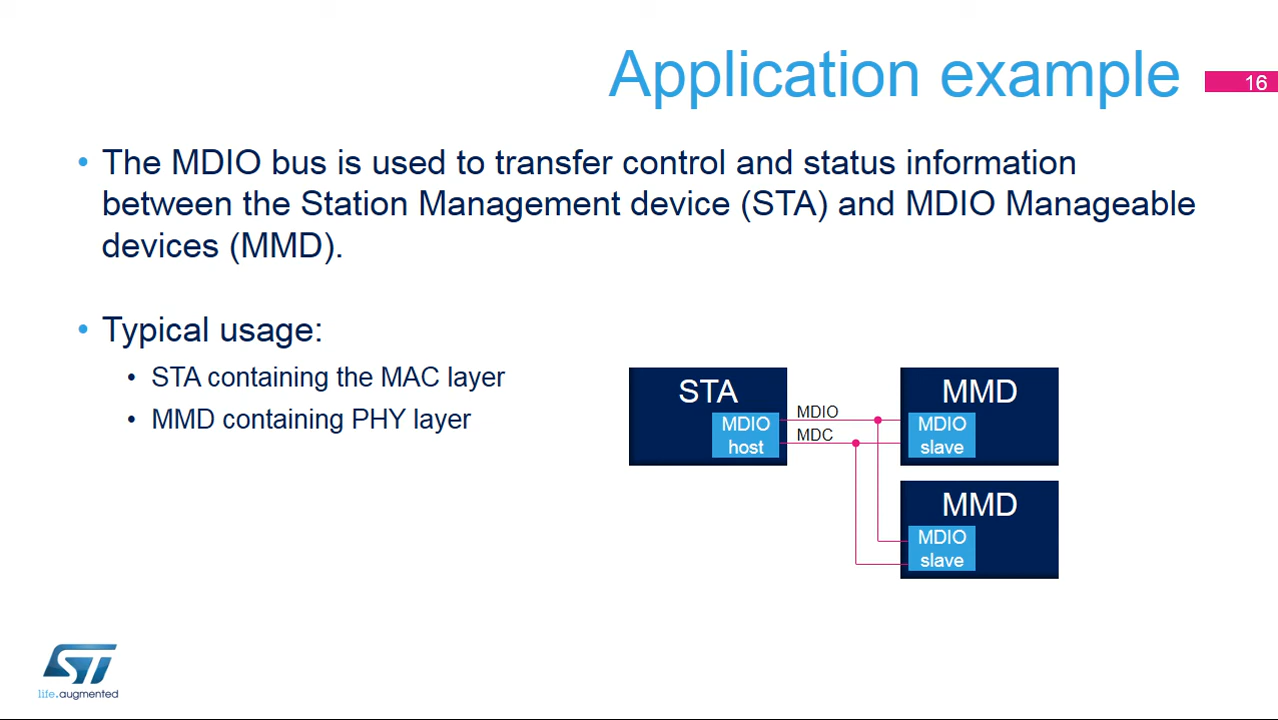 Application example
16
• The MDIO bus is used to transfer control and status information
between the Station Management device (STA) and MDIO Manageable
devices (MMD).
• Typical usage:
• STA containing the MAC layer
• MMD containing PHY layer
STA
MDIO
host
MDIO
MDC
MMD
MDIO
slave
MMD
MDIO
slave
ST
life.augmented